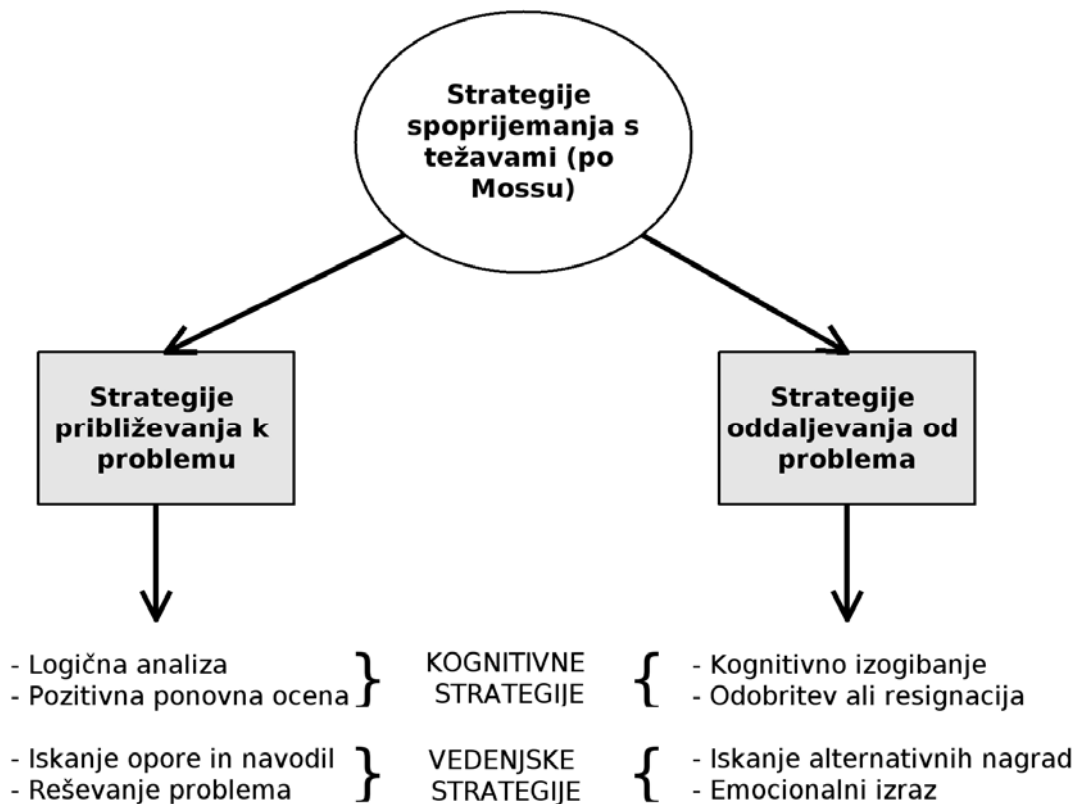 Strategije
spoprijemanja s
težavami (po
Mossu)
Strategije
približevanja k
problemu
Strategije
oddaljevanja od
problema
- Logična analiza
- Pozitivna ponovna ocena
KOGNITIVNE
STRATEGIJE
- Kognitivno izogibanje
- Odobritev ali resignacija
- Iskanje opore in navodil
- Reševanje problema
VEDENJSKE
STRATEGIJE
- Iskanje alternativnih nagrad
- Emocionalni izraz